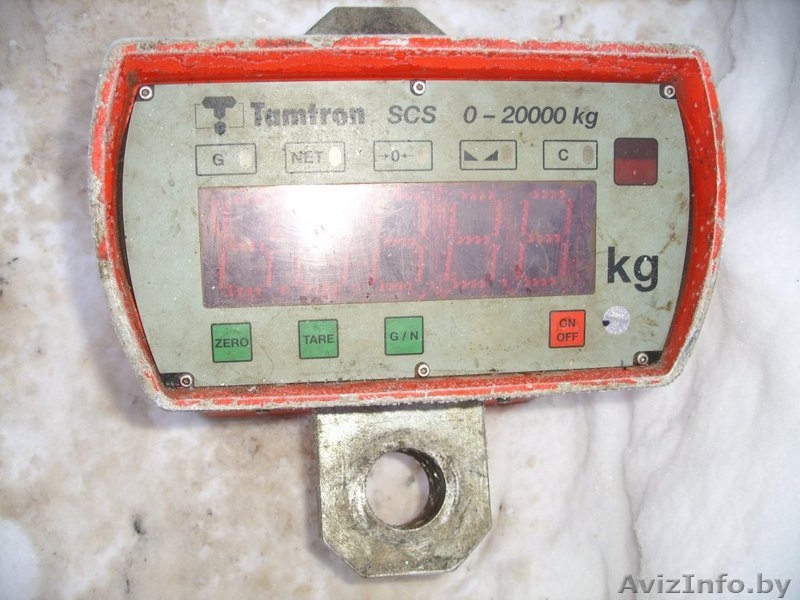 Tamtron SCS 0 – 20000 kg
G NET →0← C
kg
ZERO TARE G / N ON OFF
AvizInfo.by